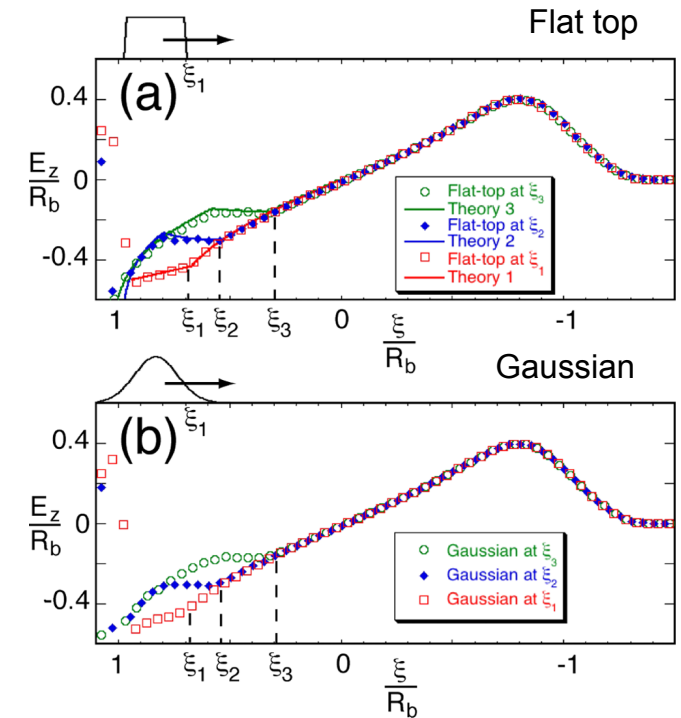 Flat top
ξ1
(a)
0.4
0
-0.4
Ez
Rb
Flat-top at ξ3
Theory 3
Flat-top at ξ2
Theory 2
Flat-top at ξ1
Theory 1
1 ξ1 ξ2 ξ3 0 ξ -1
Rb
Gaussian
ξ1
(b)
0.4
0
-0.4
Ez
Rb
Gaussian at ξ3
Gaussian at ξ2
Gaussian at ξ1
1 ξ1 ξ2 ξ3 0 ξ -1
Rb